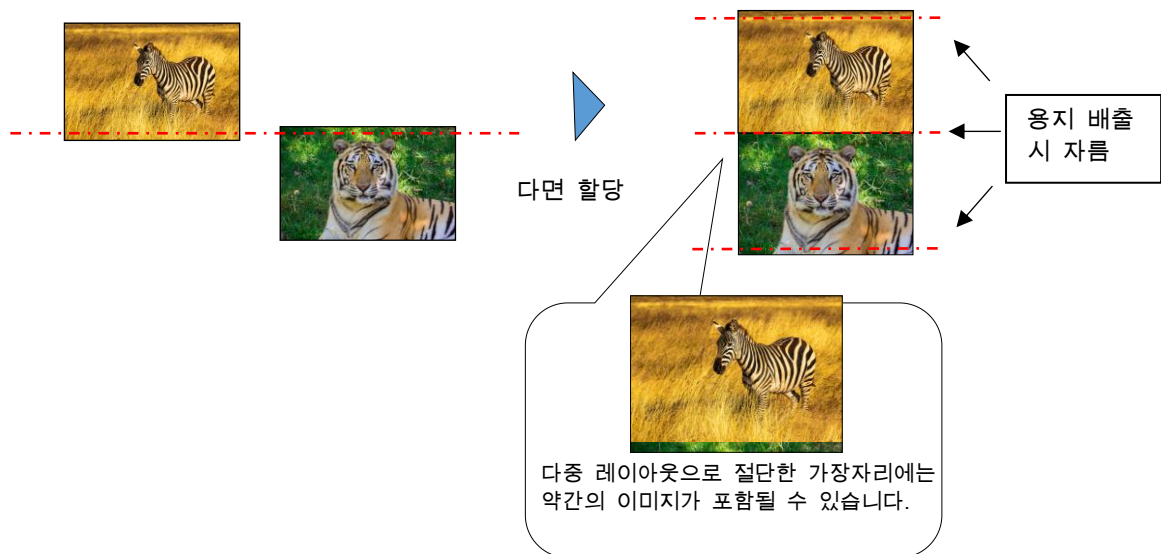 다면 할당
용지 배출
시 자름
다중 레이아웃으로 절단한 가장자리에는
약간의 이미지가 포함될 수 있습니다.